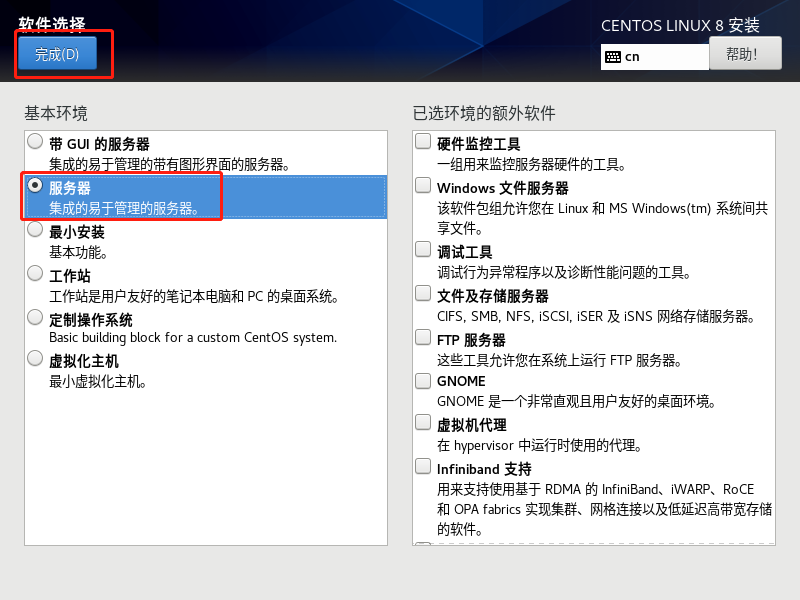 软件选择
CENTOS LINUX 8 安装
完成(D)
cn
帮助！
基本环境
带 GUI 的服务器
集成的易于管理的带有图形界面的服务器。
服务器
集成的易于管理的服务器。
最小安装
基本功能。
工作站
工作站是用户友好的笔记本电脑和 PC 的桌面系统。
定制操作系统
Basic building block for a custom CentOS system.
虚拟化主机
最小虚拟化主机。
已选环境的额外软件
硬件监控工具
一组用来监控服务器硬件的工具。
Windows 文件服务器
该软件包组允许您在 Linux 和 MS Windows(tm) 系统间共
享文件。
调试工具
调试行为异常程序以及诊断性能问题的工具。
文件及存储服务器
CIFS, SMB, NFS, iSCSI, iSER 及 iSNS 网络存储服务器。
FTP 服务器
这些工具允许您在系统上运行 FTP 服务器。
GNOME
GNOME 是一个非常直观且用户友好的桌面环境。
虚拟机代理
在 hypervisor 中运行时使用的代理。
Infiniband 支持
用来支持使用基于 RDMA 的 InfiniBand、iWARP、RoCE
和 OPA fabrics 实现集群、网格连接以及低延迟高带宽存储
的软件。